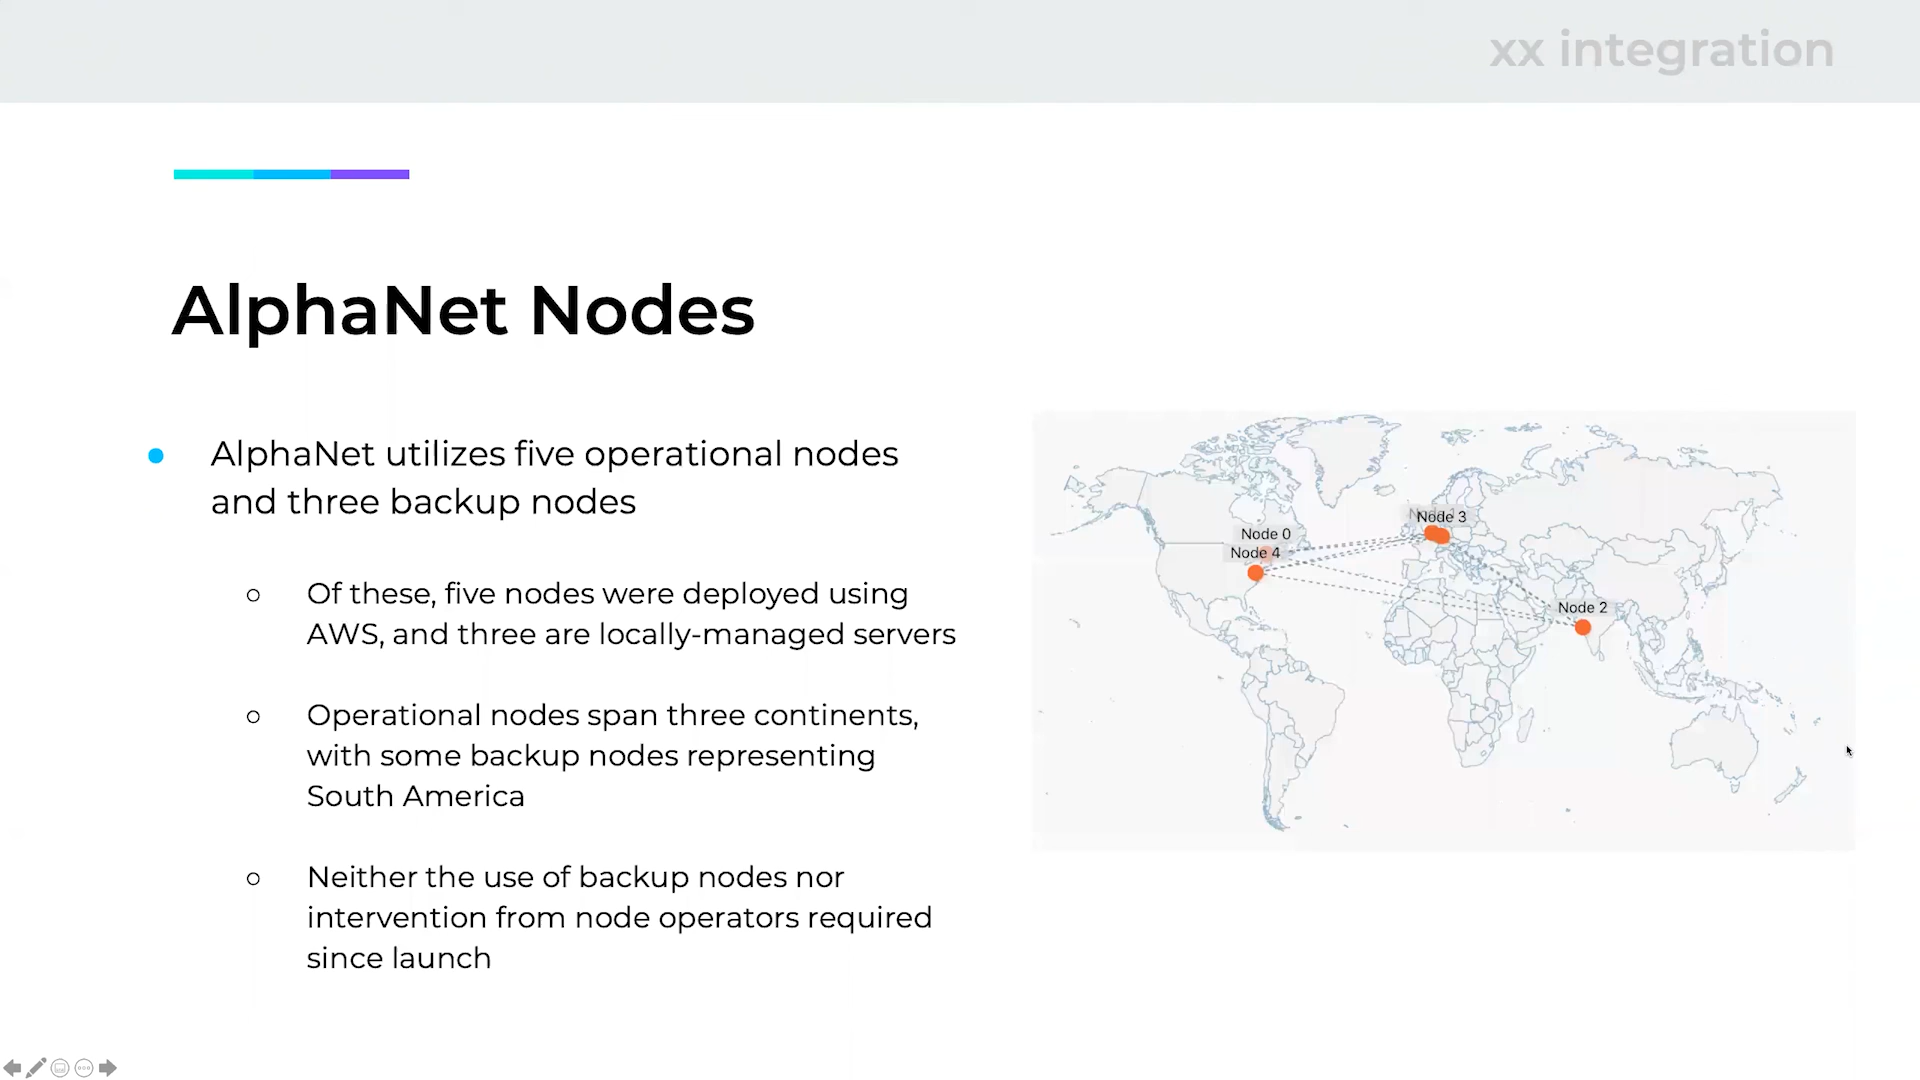 xx integration
AlphaNet Nodes
AlphaNet utilizes five operational nodes
and three backup nodes
Of these, five nodes were deployed using
AWS, and three are locally-managed servers
Operational nodes span three continents,
with some backup nodes representing
South America
Neither the use of backup nodes nor
intervention from node operators required
since launch
Node 3
Node 0
Node 4
Node 2